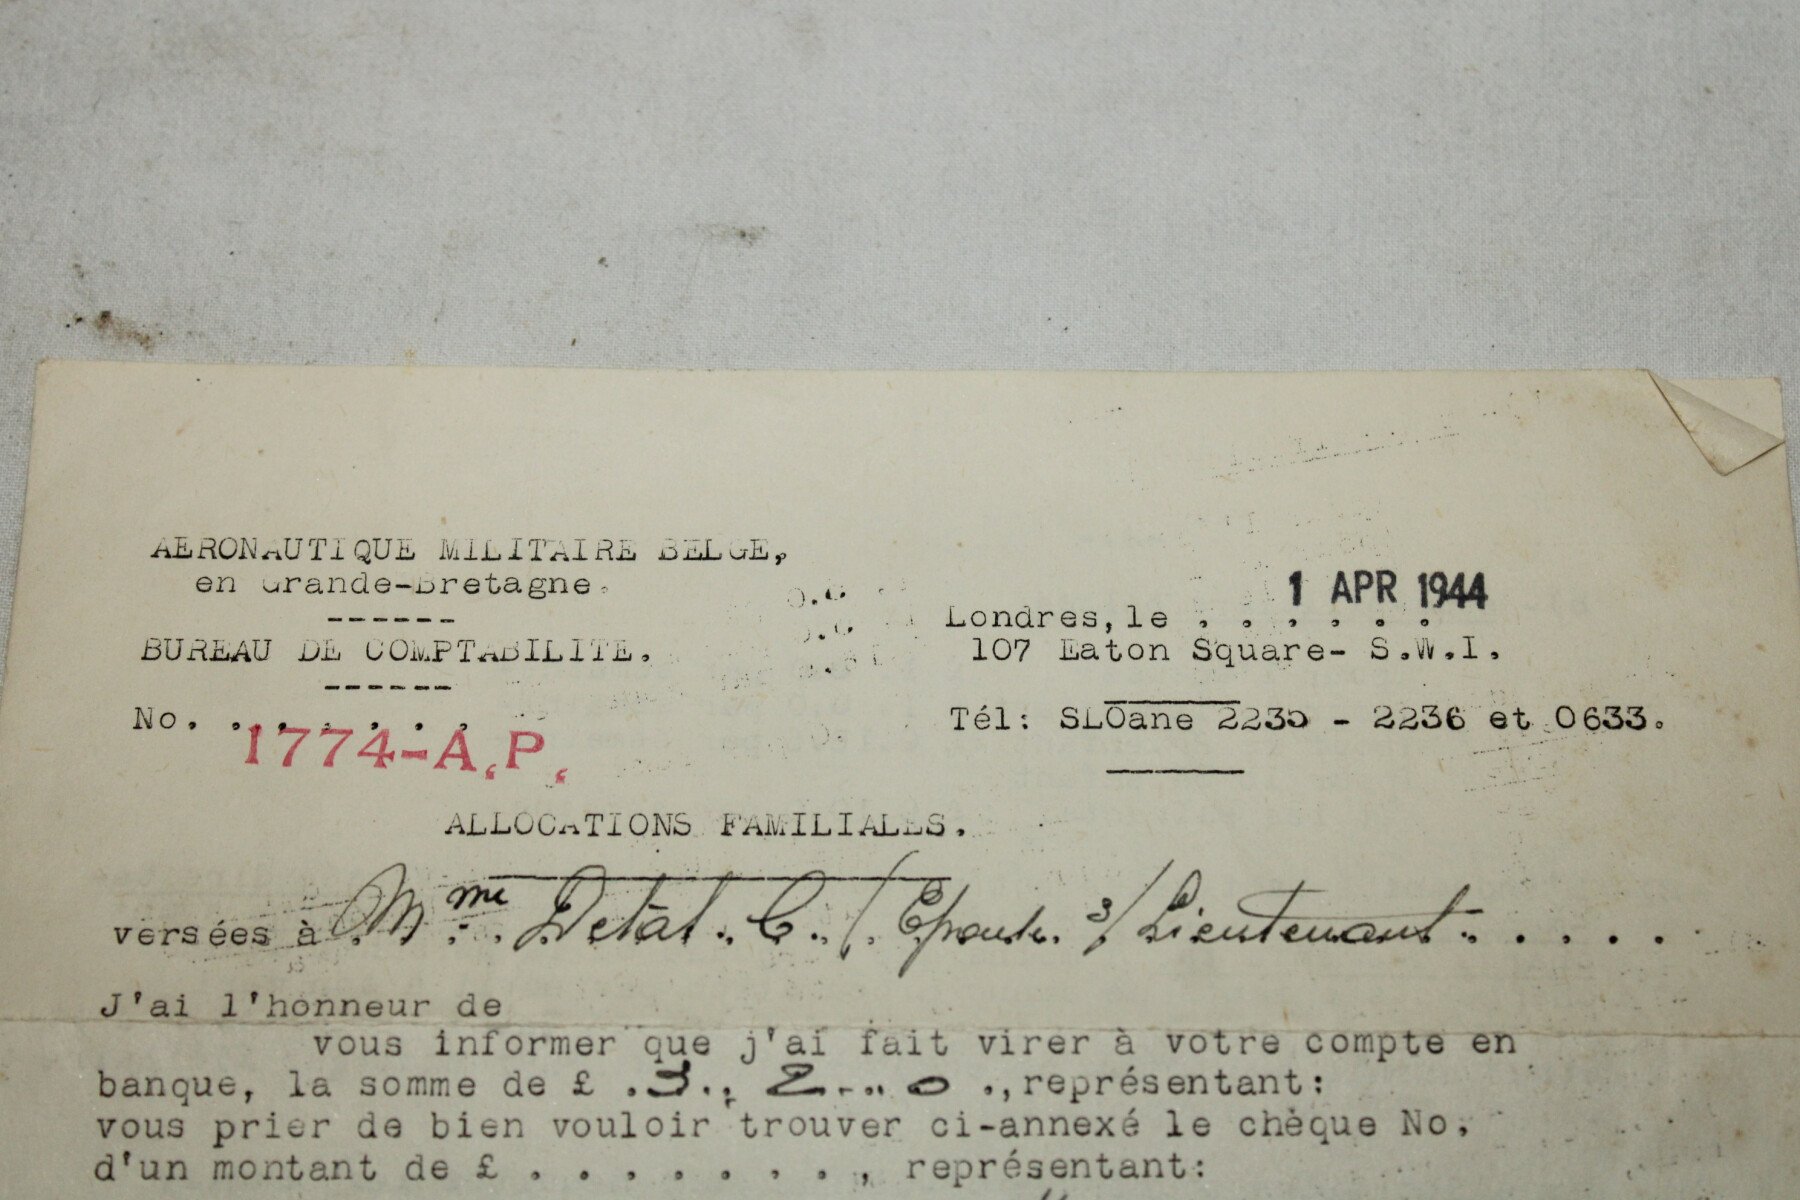 AERONAUTIQUE MILITAIRE BELGE,
en Grande-Bretagne.
------
BUREAU DE COMPTABILITE.
------
No. . . . . . .
1774-A.P.
1 APR 1944
Londres, le . . . . . .
107 Eaton Square- S.W.I.
Tél: SLOane 2235 - 2236 et 0633.
ALLOCATIONS FAMILIALES.
versées à Mme Detal. C. / Epouse. s/Lieutenant . . . . .
J'ai l'honneur de
vous informer que j'ai fait virer à votre compte en
banque, la somme de £ . 3 . . 2 - . . 0 ., représentant:
vous prier de bien vouloir trouver ci-annexé le chèque No.
d'un montant de £ . . . . . . . . , représentant: